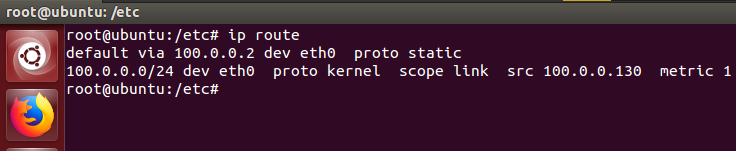 root@ubuntu: /etc
root@ubuntu:/etc# ip route
default via 100.0.0.2 dev eth0  proto static
100.0.0.0/24 dev eth0  proto kernel  scope link  src 100.0.0.130  metric 1
root@ubuntu:/etc#